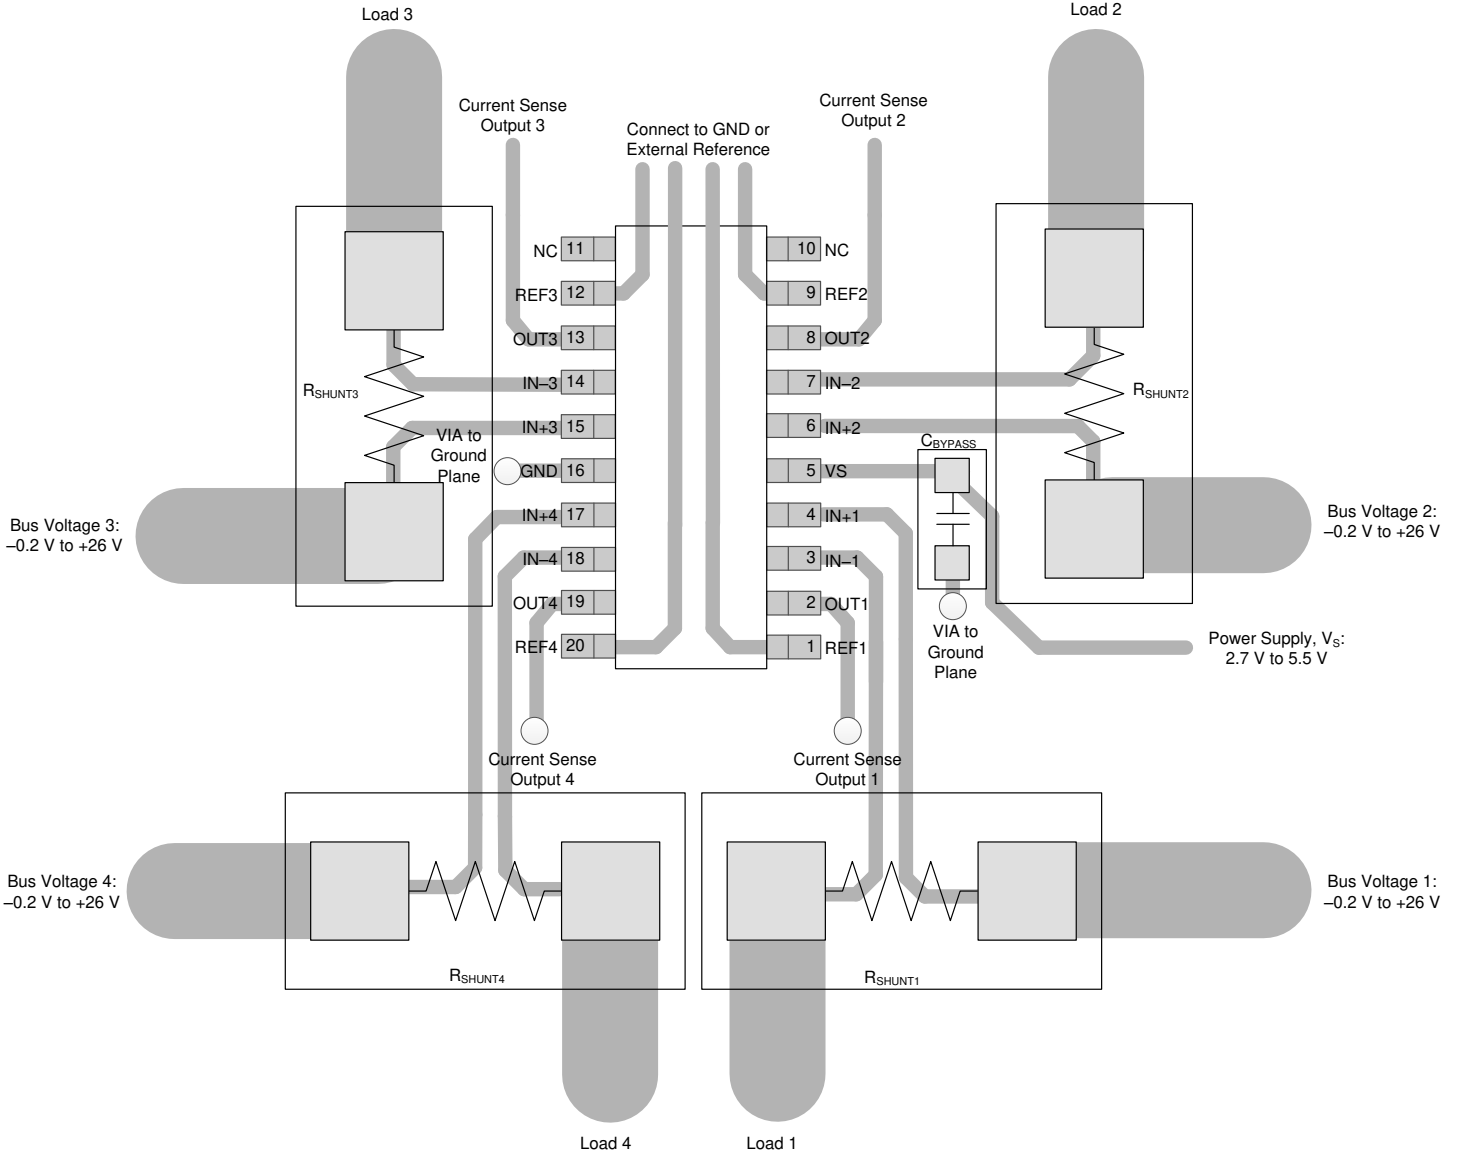 Load 3
Load 2
Current Sense
Output 3
Current Sense
Output 2
Connect to GND or
External Reference
NC 11
10 NC
REF3 12
9 REF2
OUT3 13
8 OUT2
IN–3 14
7 IN–2
RSHUNT3
RSHUNT2
IN+3 15
6 IN+2
VIA to
Ground
Plane
CBYPASS
GND 16
5 VS
IN+4 17
4 IN+1
Bus Voltage 3:
–0.2 V to +26 V
Bus Voltage 2:
–0.2 V to +26 V
IN–4 18
3 IN–1
OUT4 19
2 OUT1
REF4 20
1 REF1
VIA to
Ground
Plane
Power Supply, VS:
2.7 V to 5.5 V
Current Sense
Output 4
Current Sense
Output 1
Bus Voltage 4:
–0.2 V to +26 V
Bus Voltage 1:
–0.2 V to +26 V
RSHUNT4
RSHUNT1
Load 4
Load 1